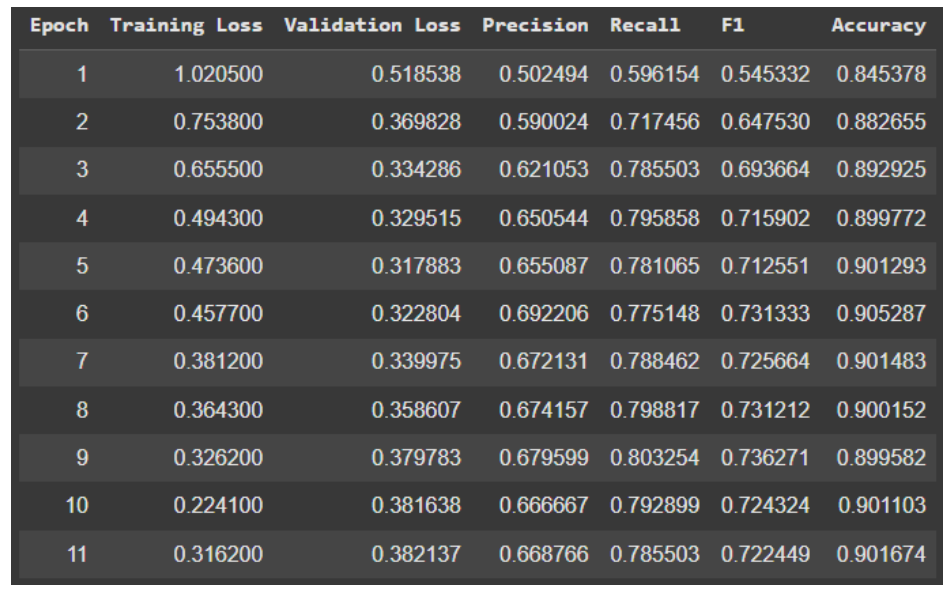 Epoch Training Loss Validation Loss Precision Recall F1 Accuracy
1 1.020500 0.518538 0.502494 0.596154 0.545332 0.845378
2 0.753800 0.369828 0.590024 0.717456 0.647530 0.882655
3 0.655500 0.334286 0.621053 0.785503 0.693664 0.892925
4 0.494300 0.329515 0.650544 0.795858 0.715902 0.899772
5 0.473600 0.317883 0.655087 0.781065 0.712551 0.901293
6 0.457700 0.322804 0.692206 0.775148 0.731333 0.905287
7 0.381200 0.339975 0.672131 0.788462 0.725664 0.901483
8 0.364300 0.358607 0.674157 0.798817 0.731212 0.900152
9 0.326200 0.379783 0.679599 0.803254 0.736271 0.899582
10 0.224100 0.381638 0.666667 0.792899 0.724324 0.901103
11 0.316200 0.382137 0.668766 0.785503 0.722449 0.901674